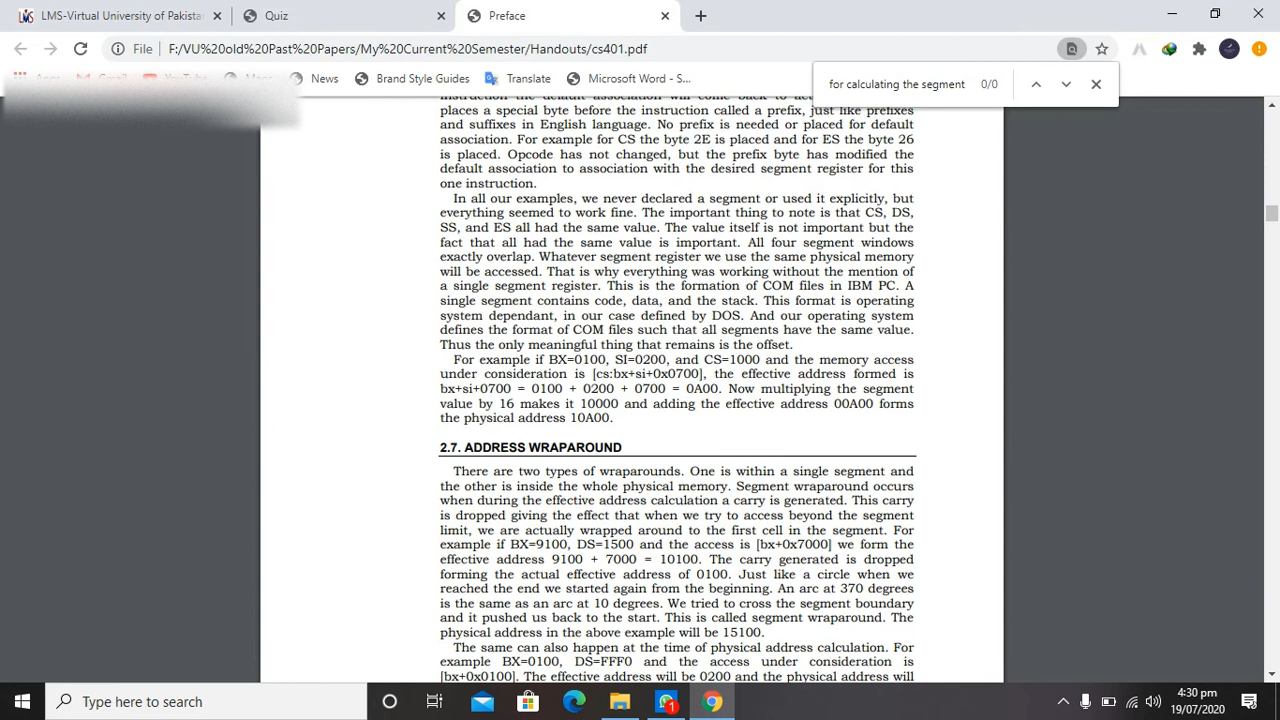 LMS-Virtual University of Pakista
Quiz
Preface
File
F:/VU%20old%20Past%20Papers/My%20Current%20Semester/Handouts/cs401.pdf
News
Brand Style Guides
Translate
Microsoft Word - S...
for calculating the segment 0/0
places a special byte before the instruction called a prefix, just like prefixes
and suffixes in English language. No prefix is needed or placed for default
association. For example for CS the byte 2E is placed and for ES the byte 26
is placed. Opcode has not changed, but the prefix byte has modified the
default association to association with the desired segment register for this
one instruction.
In all our examples, we never declared a segment or used it explicitly, but
everything seemed to work fine. The important thing to note is that CS, DS,
SS, and ES all had the same value. The value itself is not important but the
fact that all had the same value is important. All four segment windows
exactly overlap. Whatever segment register we use the same physical memory
will be accessed. That is why everything was working without the mention of
a single segment register. This is the formation of COM files in IBM PC. A
single segment contains code, data, and the stack. This format is operating
system dependant, in our case defined by DOS. And our operating system
defines the format of COM files such that all segments have the same value.
Thus the only meaningful thing that remains is the offset.
For example if BX=0100, SI=0200, and CS=1000 and the memory access
under consideration is [cs:bx+si+0x0700], the effective address formed is
bx+si+0700 = 0100 + 0200 + 0700 = 0A00. Now multiplying the segment
value by 16 makes it 10000 and adding the effective address 00A00 forms
the physical address 10A00.
2.7. ADDRESS WRAPAROUND
There are two types of wraparounds. One is within a single segment and
the other is inside the whole physical memory. Segment wraparound occurs
when during the effective address calculation a carry is generated. This carry
is dropped giving the effect that when we try to access beyond the segment
limit, we are actually wrapped around to the first cell in the segment. For
example if BX=9100, DS=1500 and the access is [bx+0x7000] we form the
effective address 9100 + 7000 = 10100. The carry generated is dropped
forming the actual effective address of 0100. Just like a circle when we
reached the end we started again from the beginning. An arc at 370 degrees
is the same as an arc at 10 degrees. We tried to cross the segment boundary
and it pushed us back to the start. This is called segment wraparound. The
physical address in the above example will be 15100.
The same can also happen at the time of physical address calculation. For
example BX=0100, DS=FFF0 and the access under consideration is
[bx+0x0100]. The effective address will be 0200 and the physical address will
Type here to search
1
4:30 pm
19/07/2020